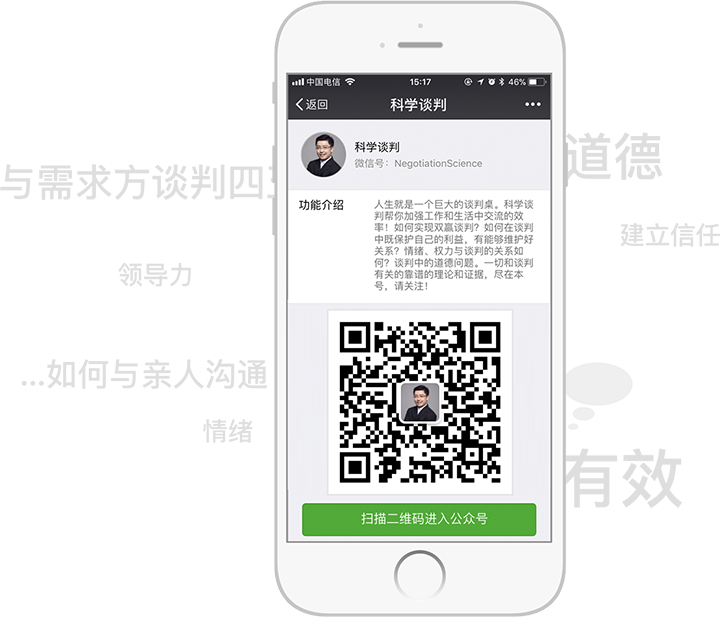 中国电信
15:17
46%
返回
科学谈判
科学谈判
微信号：NegotiationScience
功能介绍
人生就是一个巨大的谈判桌。科学谈
判帮你加强工作和生活中交流的效
率！如何实现双赢谈判？如何在谈判
中既保护自己的利益，有能够维护好
关系？情绪、权力与谈判的关系如
何？谈判中的道德问题。一切和谈判
有关的靠谱的理论和证据，尽在本
号，请关注！
扫描二维码进入公众号
与需求方谈判四
道德
建立信任
领导力
...如何与亲人沟通
情绪
有效